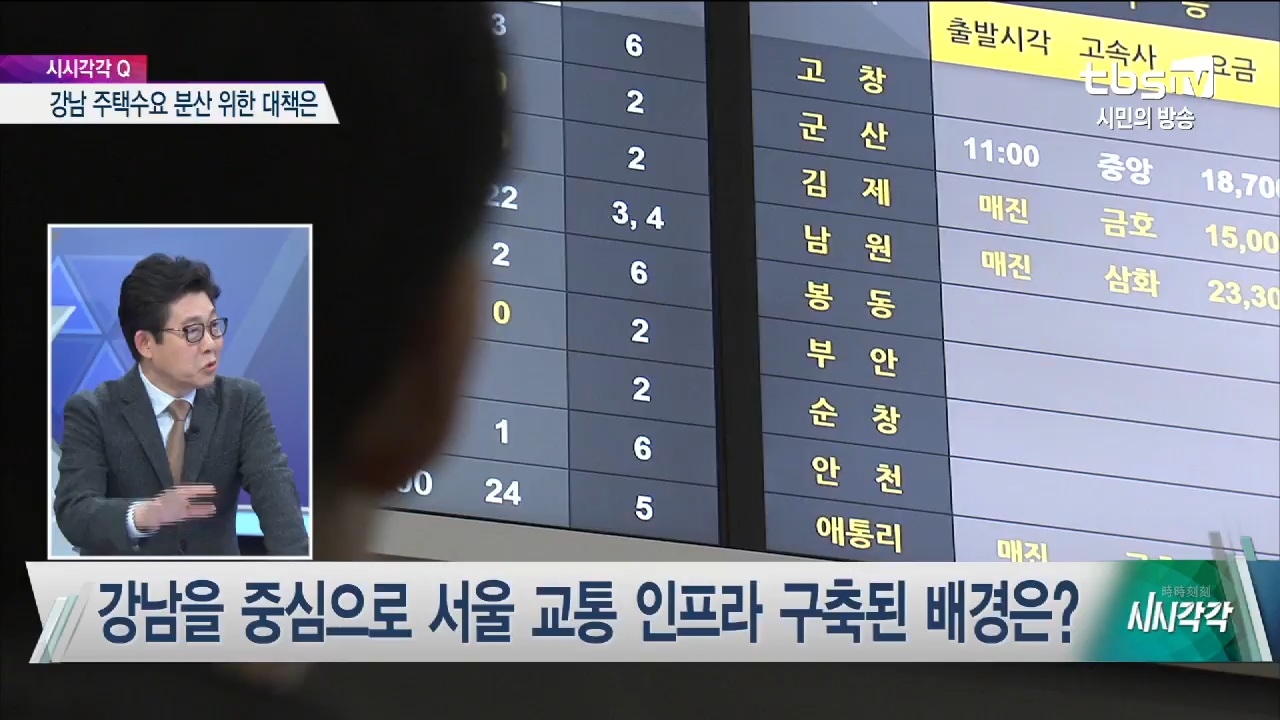 시시각각 Q
강남 주택수요 분산 위한 대책은
tbs TV
시민의 방송
3 6
2
2
22 3, 4
2 6
0 2
2
1 6
00 24 5
출발시각 고속사 요금
고창
군산 11:00 중앙 18,700
김제 매진 금호 15,00
남원 매진 삼화 23,30
봉동
부안
순창
안천
애통리 매진
강남을 중심으로 서울 교통 인프라 구축된 배경은?
時時刻刻
시시각각